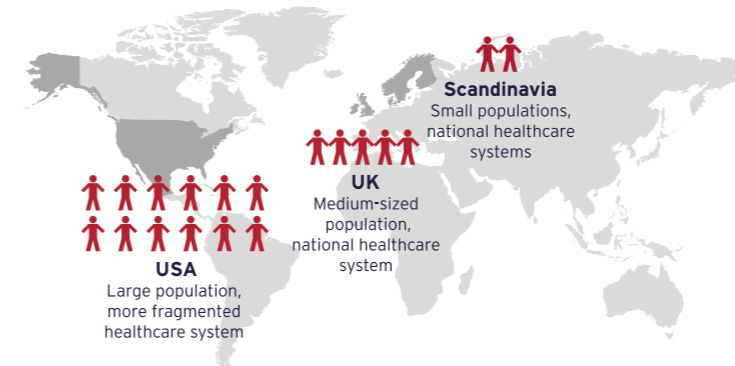 Scandinavia
Small populations,
national healthcare
systems
UK
Medium-sized
population,
national healthcare
system
USA
Large population,
more fragmented
healthcare system